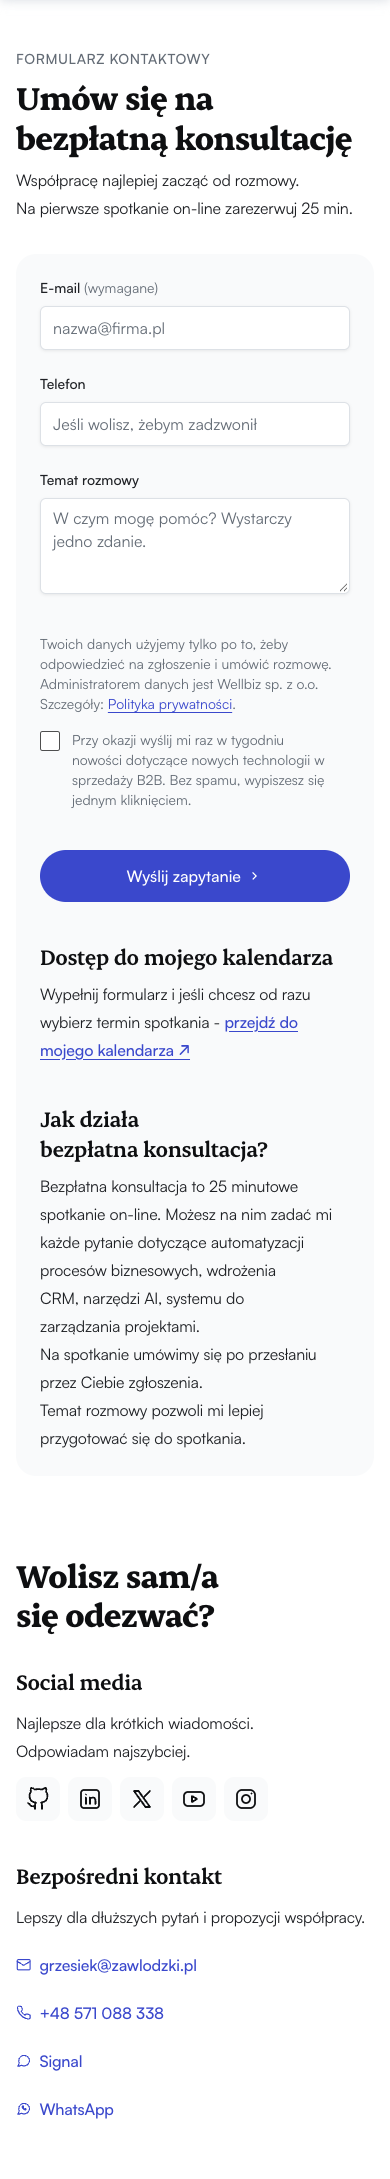 FORMULARZ KONTAKTOWY
Umów się na
bezpłatną konsultację
Współpracę najlepiej zacząć od rozmowy.
Na pierwsze spotkanie on-line zarezerwuj 25 min.
E-mail (wymagane)
nazwa@firma.pl
Telefon
Jeśli wolisz, żebym zadzwonił
Temat rozmowy
W czym mogę pomóc? Wystarczy
jedno zdanie.
Twoich danych użyjemy tylko po to, żeby
odpowiedzieć na zgłoszenie i umówić rozmowę.
Administratorem danych jest Wellbiz sp. z o.o.
Szczegóły: Polityka prywatności.
Przy okazji wyślij mi raz w tygodniu
nowości dotyczące nowych technologii w
sprzedaży B2B. Bez spamu, wypiszesz się
jednym kliknięciem.
Wyślij zapytanie
Dostęp do mojego kalendarza
Wypełnij formularz i jeśli chcesz od razu
wybierz termin spotkania - przejdź do
mojego kalendarza ↗
Jak działa
bezpłatna konsultacja?
Bezpłatna konsultacja to 25 minutowe
spotkanie on-line. Możesz na nim zadać mi
każde pytanie dotyczące automatyzacji
procesów biznesowych, wdrożenia
CRM, narzędzi AI, systemu do
zarządzania projektami.
Na spotkanie umówimy się po przesłaniu
przez Ciebie zgłoszenia.
Temat rozmowy pozwoli mi lepiej
przygotować się do spotkania.
Wolisz sam/a
się odezwać?
Social media
Najlepsze dla krótkich wiadomości.
Odpowiadam najszybciej.
Bezpośredni kontakt
Lepszy dla dłuższych pytań i propozycji współpracy.
grzesiek@zawlodzki.pl
+48 571 088 338
Signal
WhatsApp